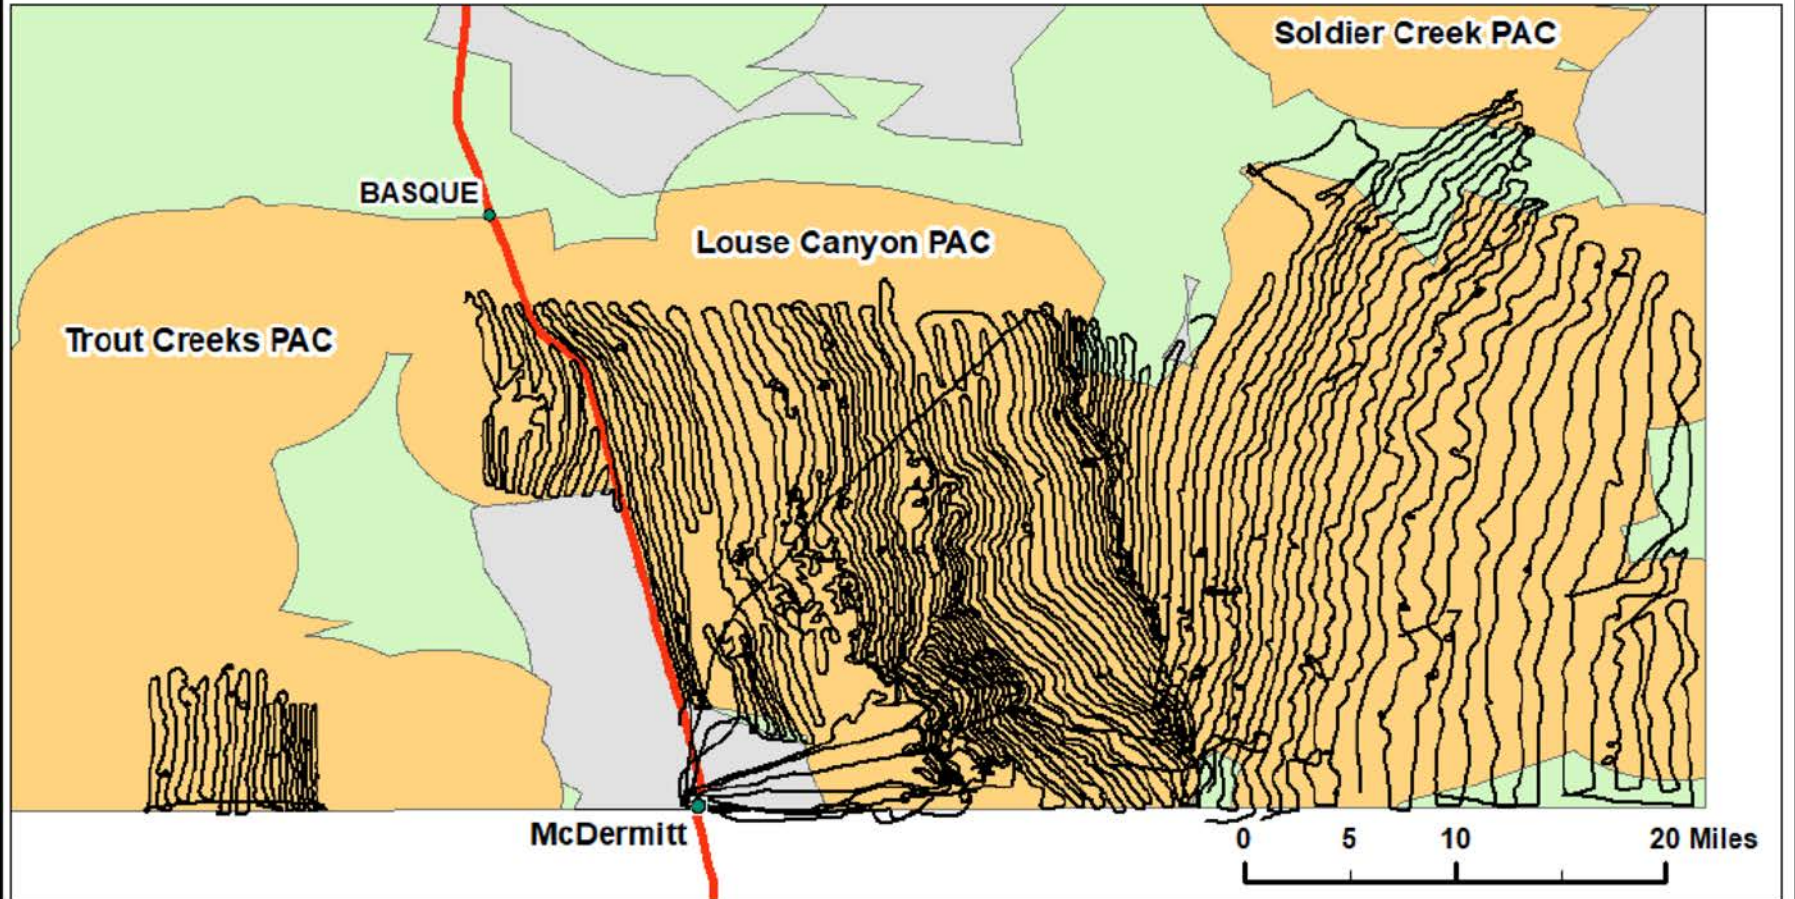 Soldier Creek PAC
BASQUE
Louse Canyon PAC
Trout Creeks PAC
McDermitt
0 5 10 20 Miles